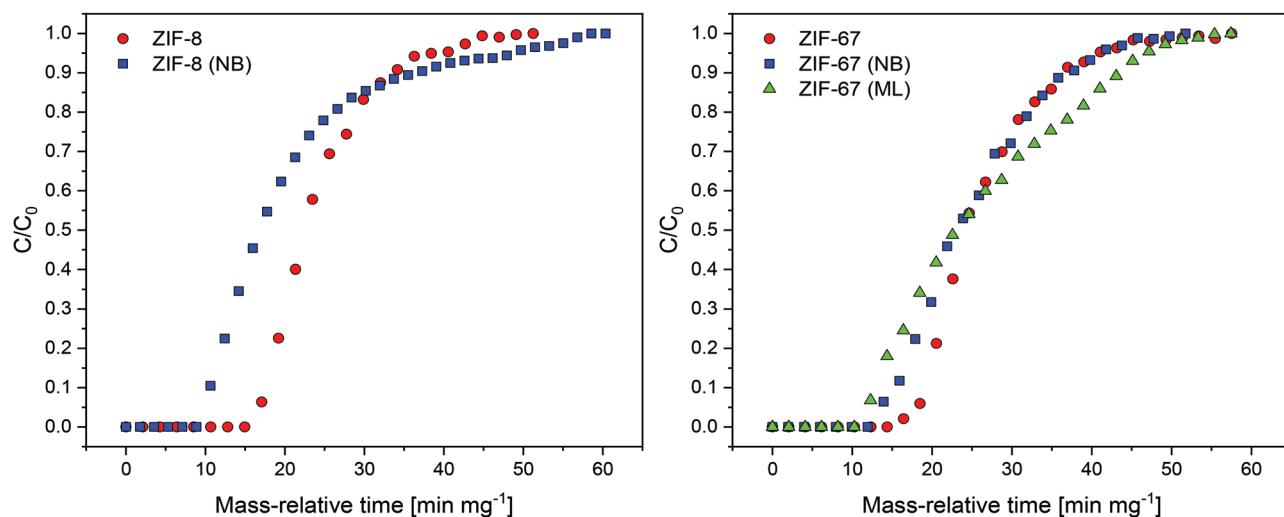 ZIF-8
ZIF-8 (NB)
1.0
0.9
0.8
0.7
0.6
0.5
0.4
0.3
0.2
0.1
0.0
C/C₀
0 10 20 30 40 50 60
Mass-relative time [min mg⁻¹]
ZIF-67
ZIF-67 (NB)
ZIF-67 (ML)
1.0
0.9
0.8
0.7
0.6
0.5
0.4
0.3
0.2
0.1
0.0
C/C₀
0 10 20 30 40 50 60
Mass-relative time [min mg⁻¹]